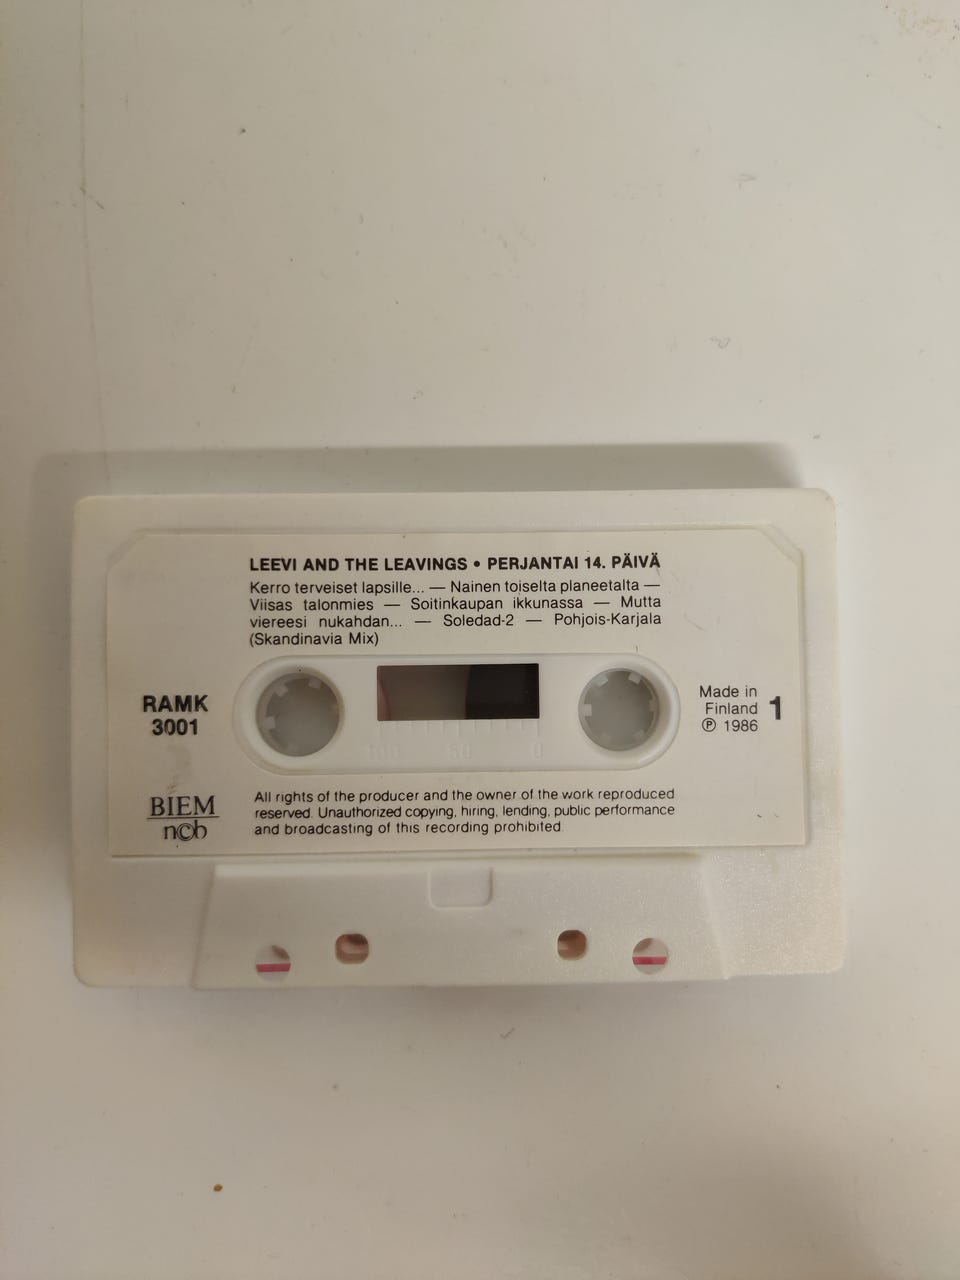 LEEVI AND THE LEAVINGS • PERJANTAI 14. PÄIVÄ
Kerro terveiset lapsille... — Nainen toiselta planeetalta —
Viisas talonmies — Soitinkaupan ikkunassa — Mutta
viereesi nukahdan... — Soledad-2 — Pohjois-Karjala
(Skandinavia Mix)
RAMK
3001
100 50 0
Made in
Finland
℗ 1986
1
BIEM
ncb
All rights of the producer and the owner of the work reproduced
reserved. Unauthorized copying, hiring, lending, public performance
and broadcasting of this recording prohibited.